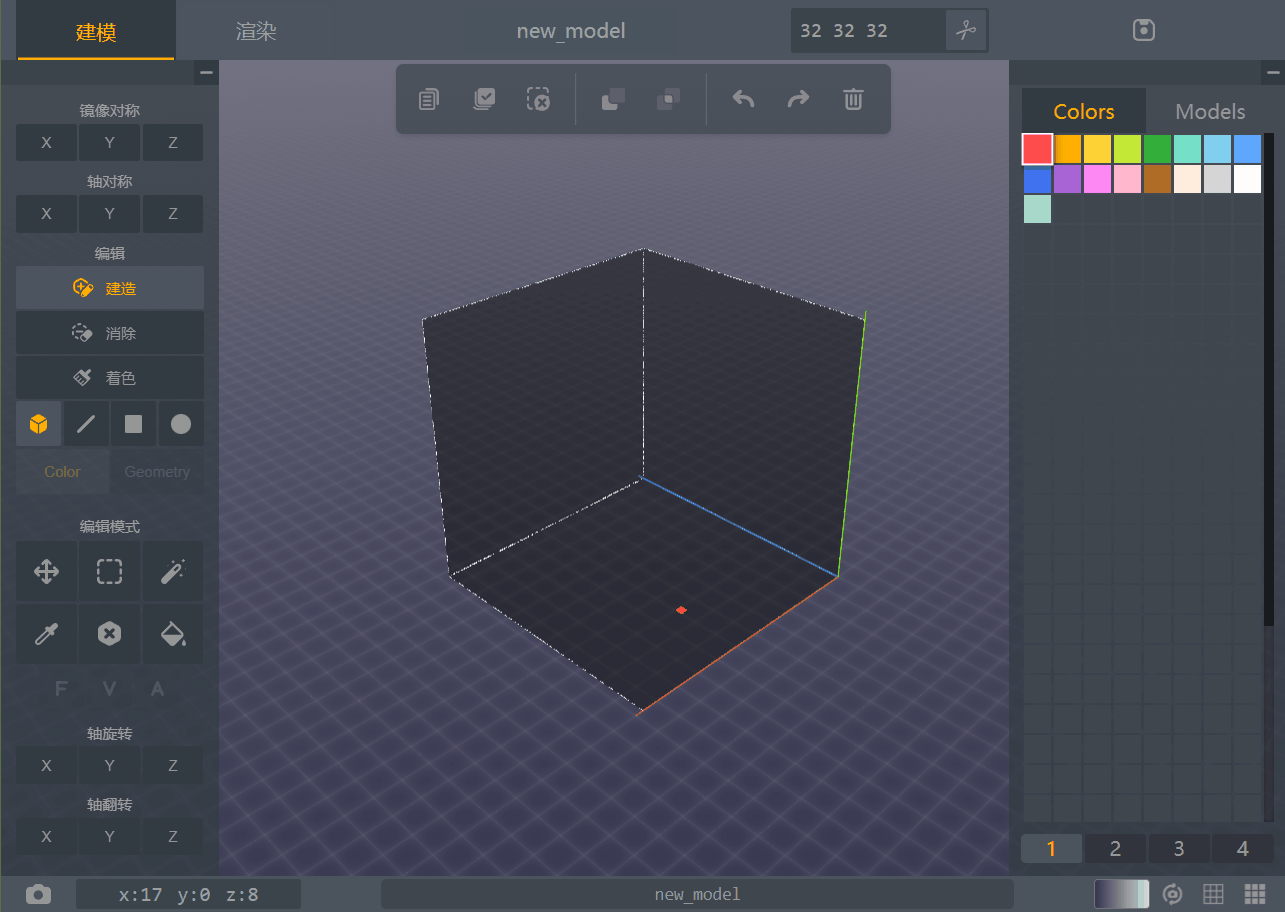 建模 渲染 new_model 32 32 32
镜像对称
X Y Z
轴对称
X Y Z
编辑
建造
消除
着色
Color Geometry
编辑模式
F V A
轴旋转
X Y Z
轴翻转
X Y Z
Colors Models
1 2 3 4
x:17 y:0 z:8 new_model